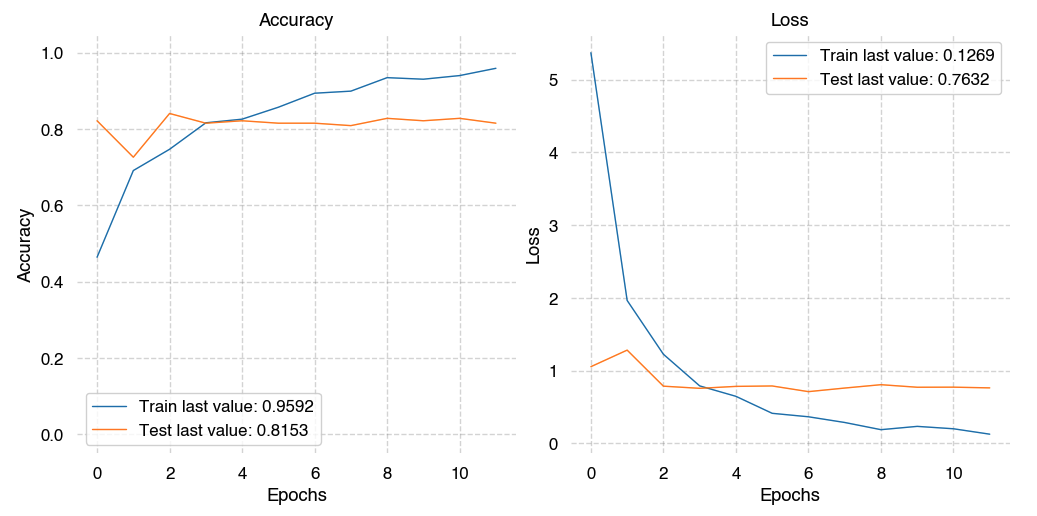 Accuracy
Accuracy
1.0
0.8
0.6
0.4
0.2
0.0
Train last value: 0.9592
Test last value: 0.8153
0 2 4 6 8 10
Epochs
Loss
Loss
5
4
3
2
1
0
Train last value: 0.1269
Test last value: 0.7632
0 2 4 6 8 10
Epochs